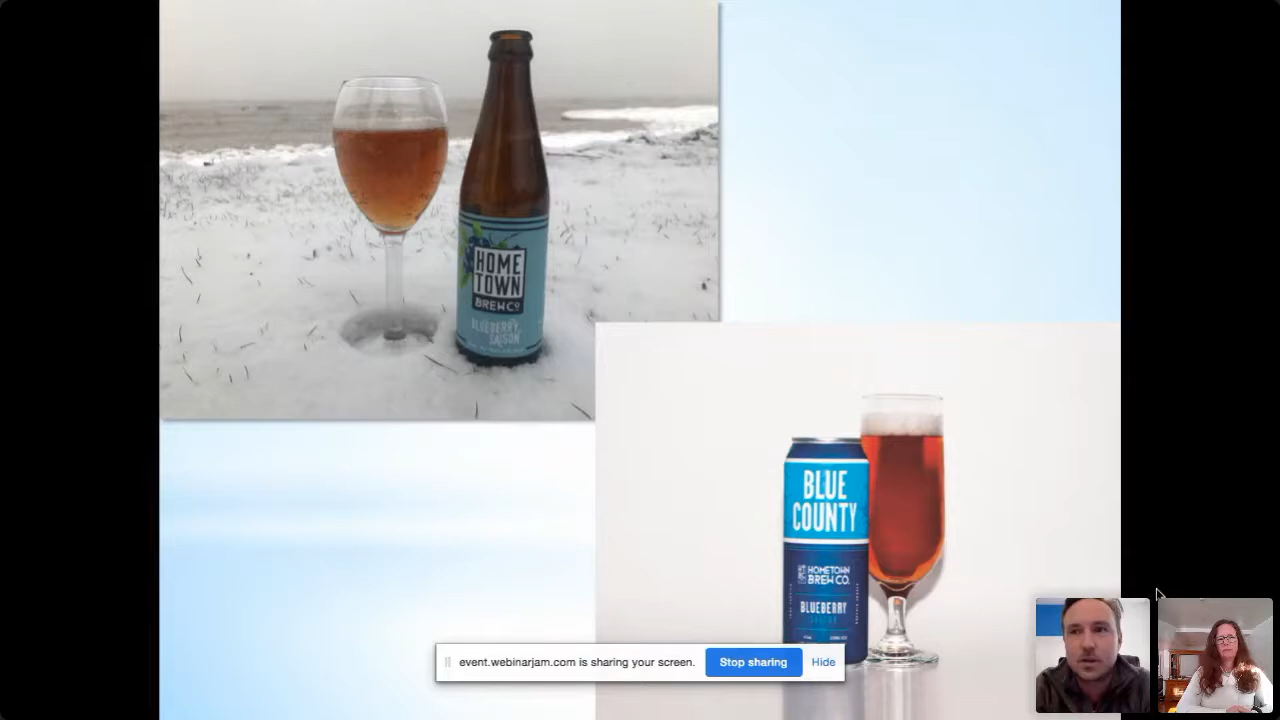 HOME
TOWN
BREW CO
BLUEBERRY
SAISON
BLUE
COUNTY
HOMETOWN
BREW CO.
BLUEBERRY
event.webinarjam.com is sharing your screen.
Stop sharing
Hide